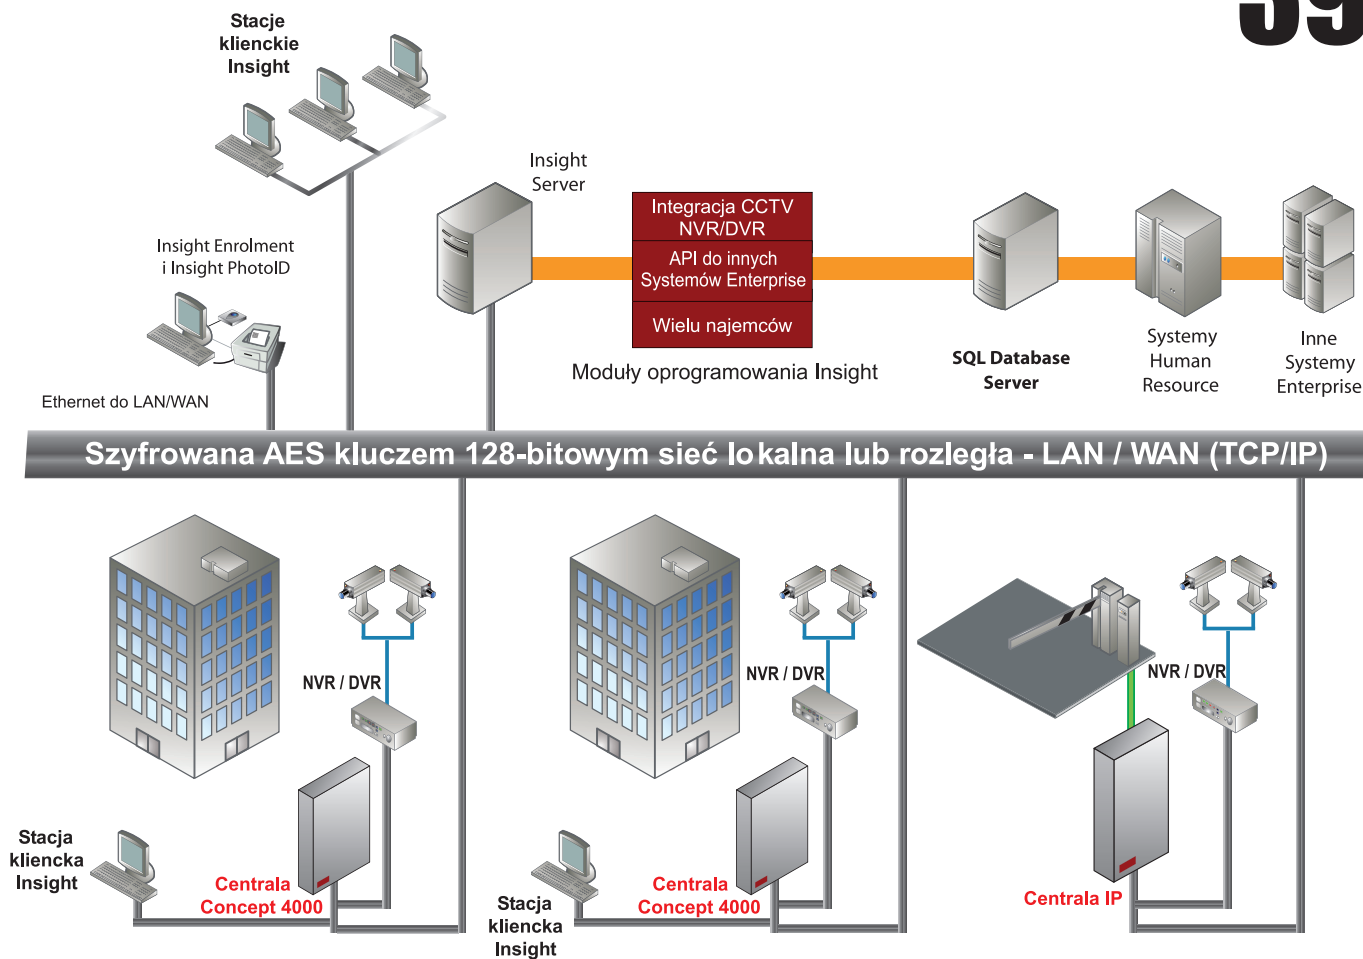 39
Stacje
klienckie
Insight
Insight
Server
Integracja CCTV
NVR/DVR
API do innych
Systemów Enterprise
Wielu najemców
Moduły oprogramowania Insight
Insight Enrolment
i Insight PhotoID
Ethernet do LAN/WAN
SQL Database
Server
Systemy
Human
Resource
Inne
Systemy
Enterprise
Szyfrowana AES kluczem 128-bitowym sieć lokalna lub rozległa - LAN / WAN (TCP/IP)
NVR / DVR
NVR / DVR
NVR / DVR
Stacja
kliencka
Insight
Centrala
Concept 4000
Stacja
kliencka
Insight
Centrala
Concept 4000
Centrala IP